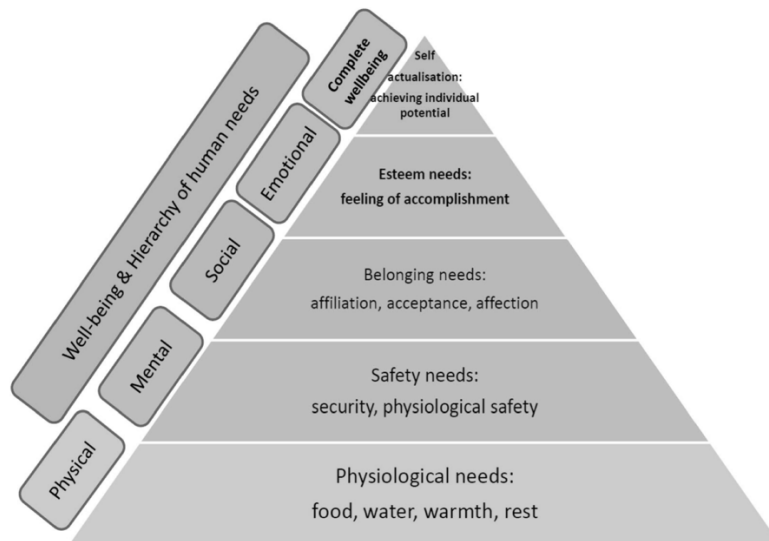 Well-being & Hierarchy of human needs
Complete
wellbeing
Emotional
Social
Mental
Physical
Self
actualisation:
achieving individual
potential
Esteem needs:
feeling of accomplishment
Belonging needs:
affiliation, acceptance, affection
Safety needs:
security, physiological safety
Physiological needs:
food, water, warmth, rest